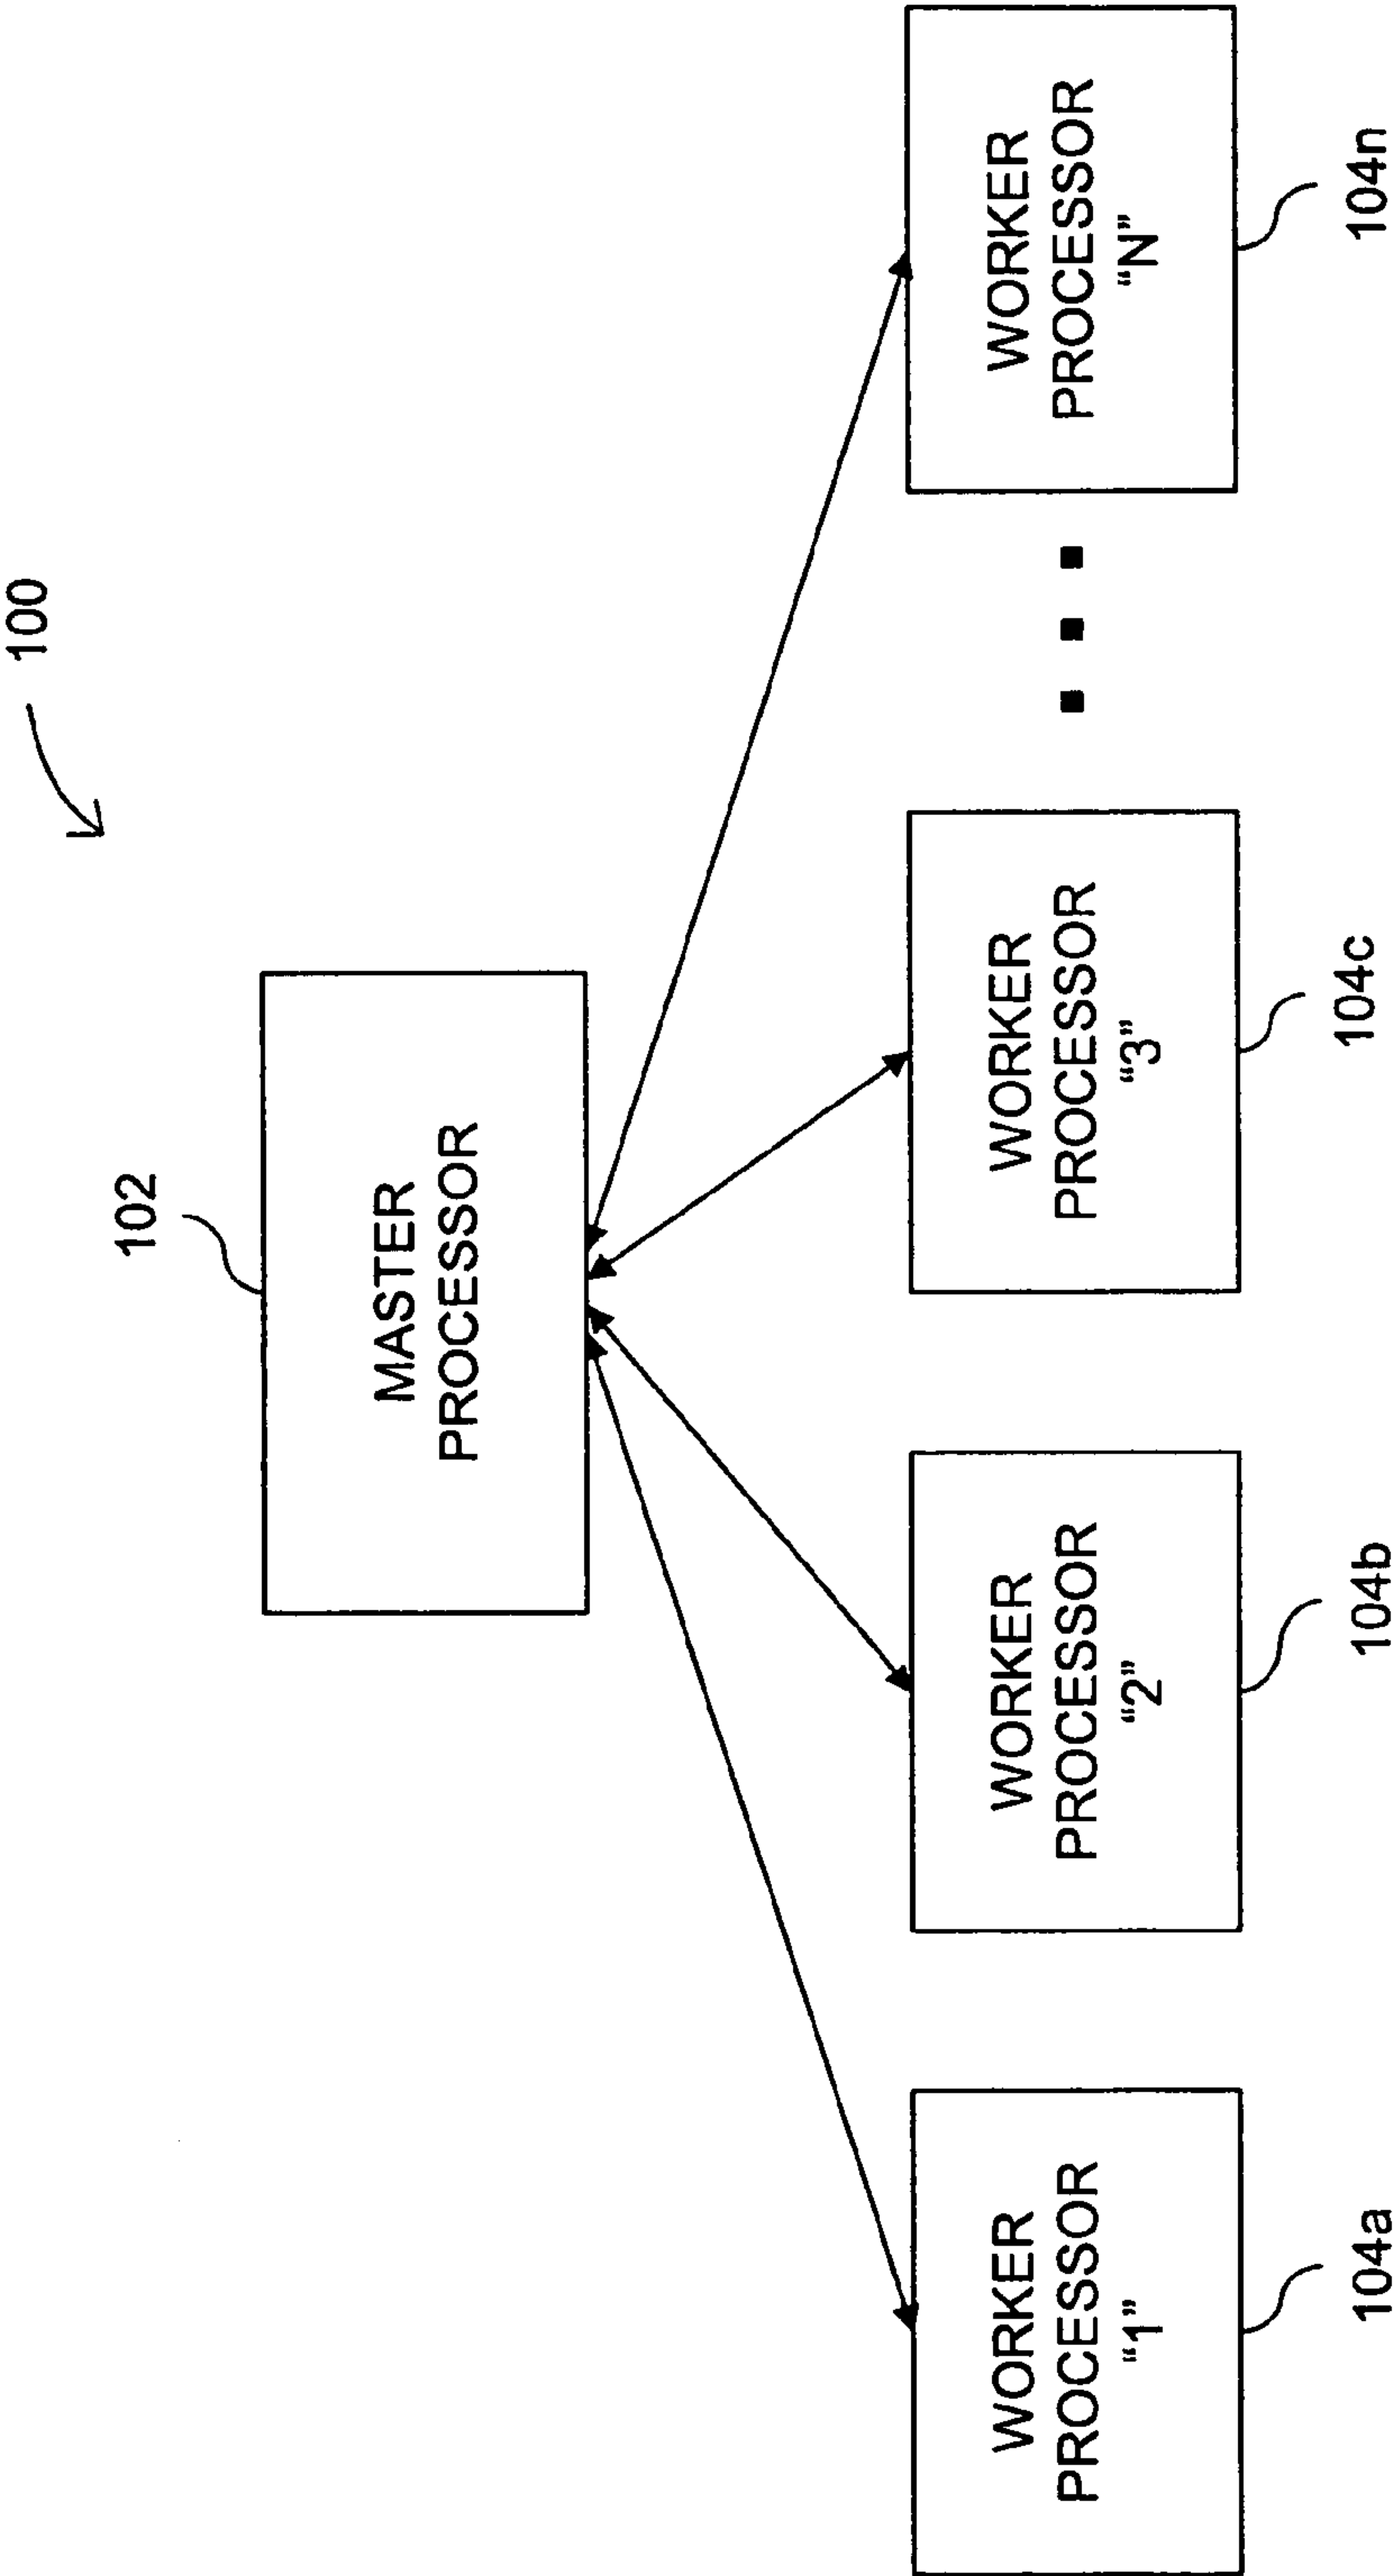 100
102
MASTER
PROCESSOR
WORKER
PROCESSOR
“1”
WORKER
PROCESSOR
“2”
WORKER
PROCESSOR
“3”
WORKER
PROCESSOR
“N”
104a
104b
104c
104n